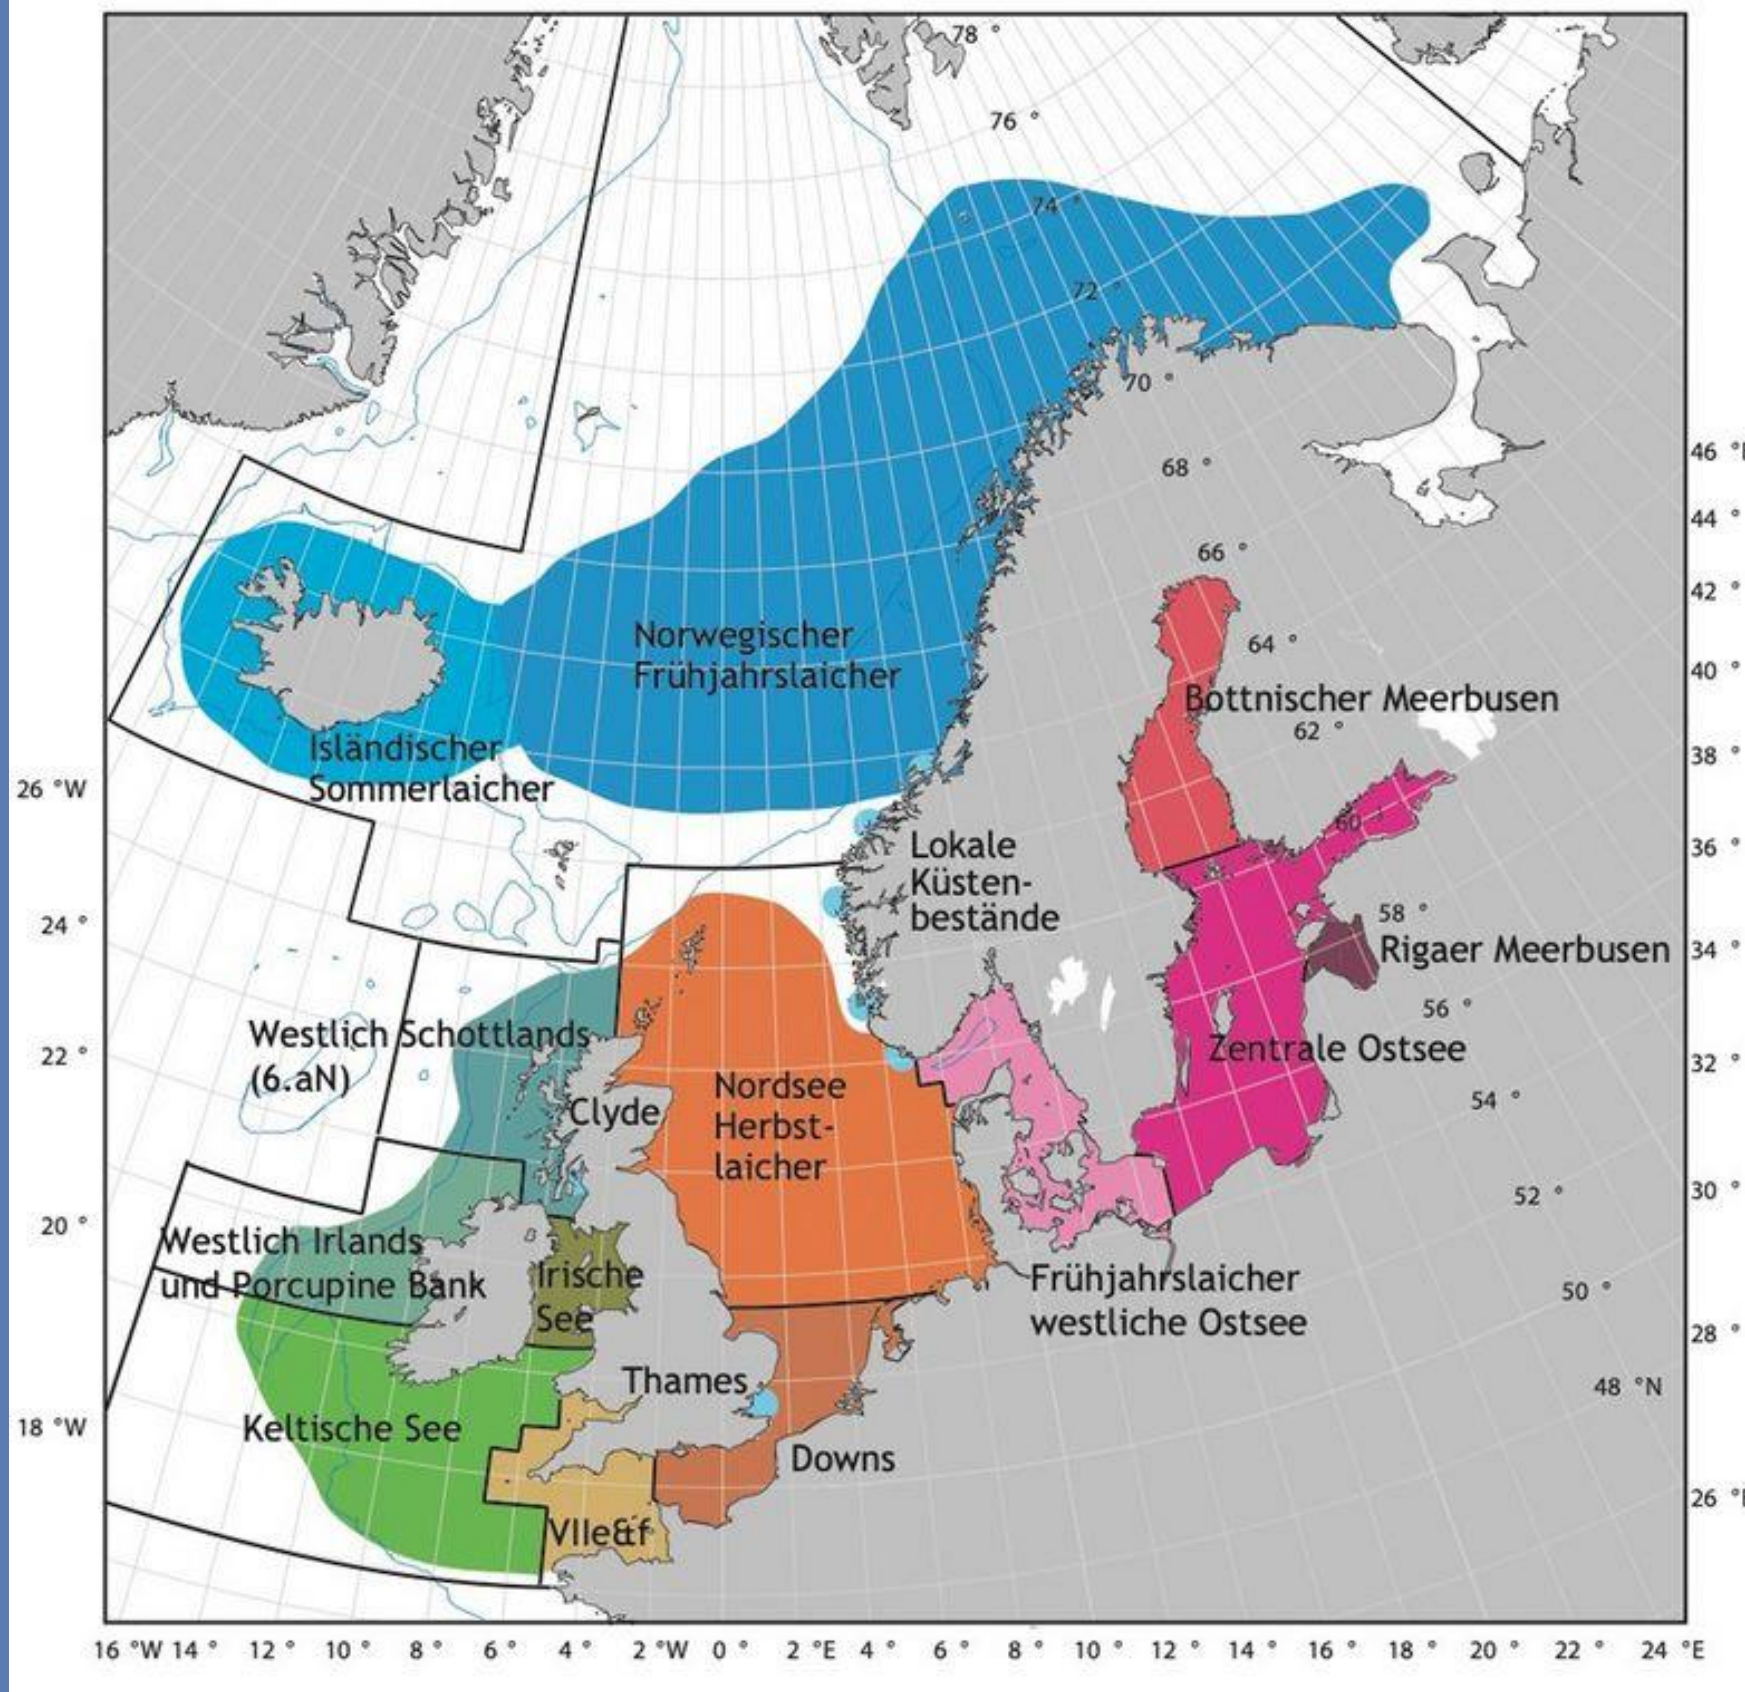 78 °
76 °
74 °
72 °
70 °
68 °
46 °E
44 °
66 °
42 °
Norwegischer
Frühjahrslaicher
64 °
40 °
Bottnischer Meerbusen
62 °
Isländischer
Sommerlaicher
38 °
26 °W
60 °
Lokale
Küsten-
bestände
36 °
24 °
58 °
34 °
Rigaer Meerbusen
56 °
Westlich Schottlands
(6.aN)
22 °
Zentrale Ostsee
32 °
Nordsee
Herbst-
laicher
Clyde
54 °
30 °
52 °
20 °
Westlich Irlands
und Porcupine Bank
Irische
See
Frühjahrslaicher
westliche Ostsee
50 °
28 °
Thames
48 °N
18 °W
Keltische See
Downs
26 °E
VIIe&f
16 °W 14 ° 12 ° 10 ° 8 ° 6 ° 4 ° 2 °W 0 ° 2 °E 4 ° 6 ° 8 ° 10 ° 12 ° 14 ° 16 ° 18 ° 20 ° 22 ° 24 °E